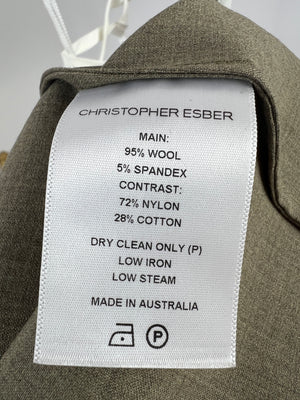 CHRISTOPHER ESBER
MAIN:
95% WOOL
5% SPANDEX
CONTRAST:
72% NYLON
28% COTTON
DRY CLEAN ONLY (P)
LOW IRON
LOW STEAM
MADE IN AUSTRALIA
P